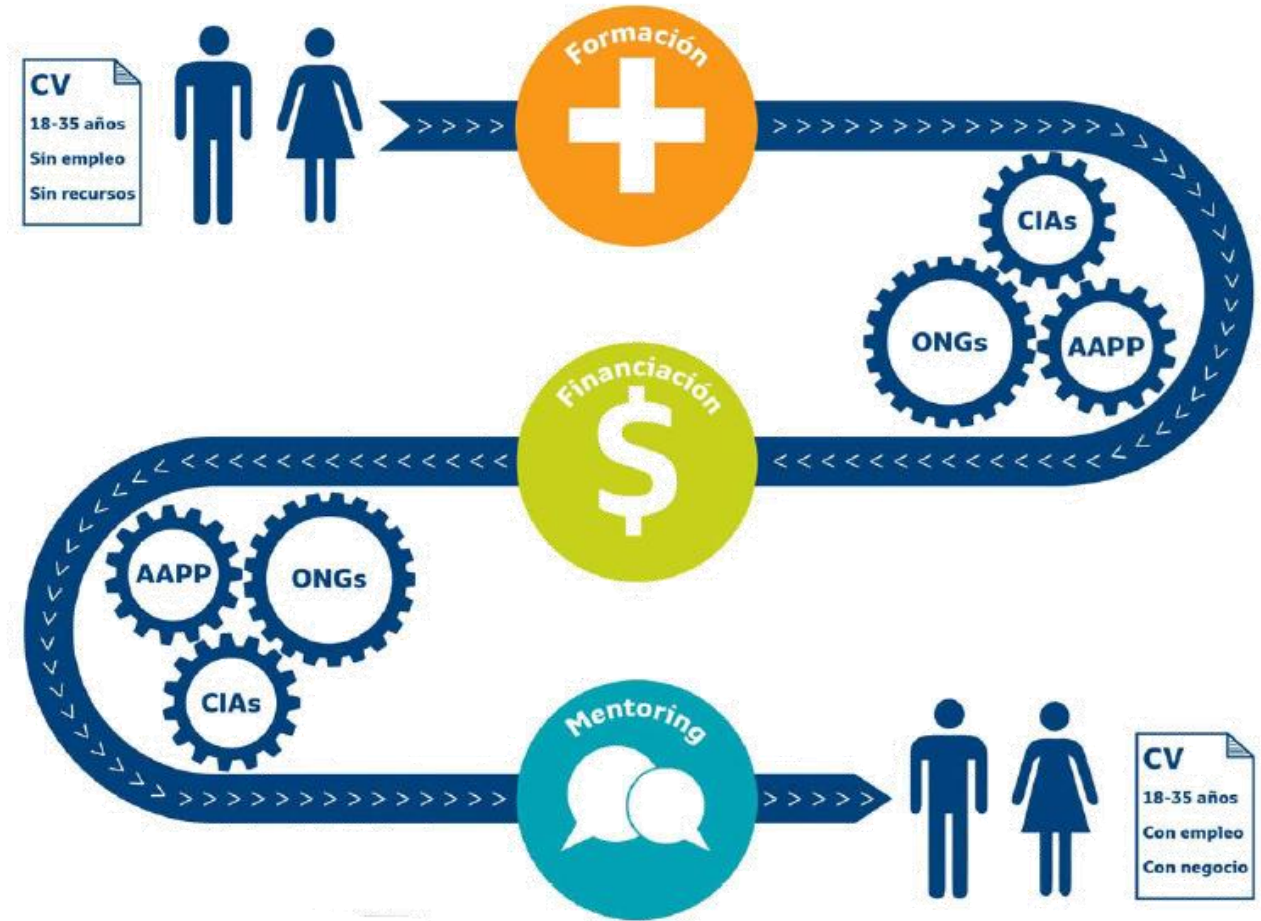 Formación
CV
18-35 años
Sin empleo
Sin recursos
CIAs
ONGs
AAPP
Financiación
$
AAPP
ONGs
CIAs
Mentoring
CV
18-35 años
Con empleo
Con negocio